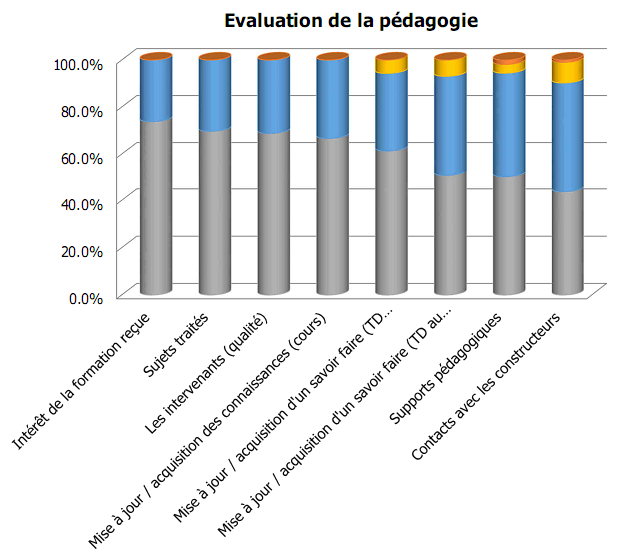 Evaluation de la pédagogie
100.0%
80.0%
60.0%
40.0%
20.0%
0.0%
Intérêt de la formation reçue
Sujets traités
Les intervenants (qualité)
Mise à jour / acquisition des connaissances (cours)
Mise à jour / acquisition d'un savoir faire (TD...
Mise à jour / acquisition d'un savoir faire (TD au...
Supports pédagogiques
Contacts avec les constructeurs